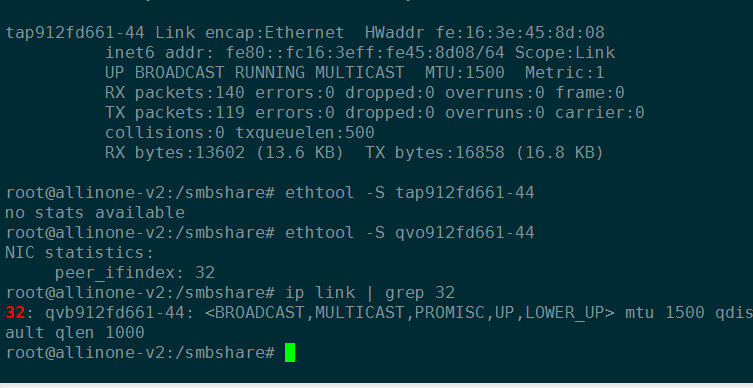 tap912fd661-44 Link encap:Ethernet  HWaddr fe:16:3e:45:8d:08
          inet6 addr: fe80::fc16:3eff:fe45:8d08/64 Scope:Link
          UP BROADCAST RUNNING MULTICAST  MTU:1500  Metric:1
          RX packets:140 errors:0 dropped:0 overruns:0 frame:0
          TX packets:119 errors:0 dropped:0 overruns:0 carrier:0
          collisions:0 txqueuelen:500
          RX bytes:13602 (13.6 KB)  TX bytes:16858 (16.8 KB)
root@allinone-v2:/smbshare# ethtool -S tap912fd661-44
no stats available
root@allinone-v2:/smbshare# ethtool -S qvo912fd661-44
NIC statistics:
     peer_ifindex: 32
root@allinone-v2:/smbshare# ip link | grep 32
32: qvb912fd661-44: <BROADCAST,MULTICAST,PROMISC,UP,LOWER_UP> mtu 1500 qdis
ault qlen 1000
root@allinone-v2:/smbshare#